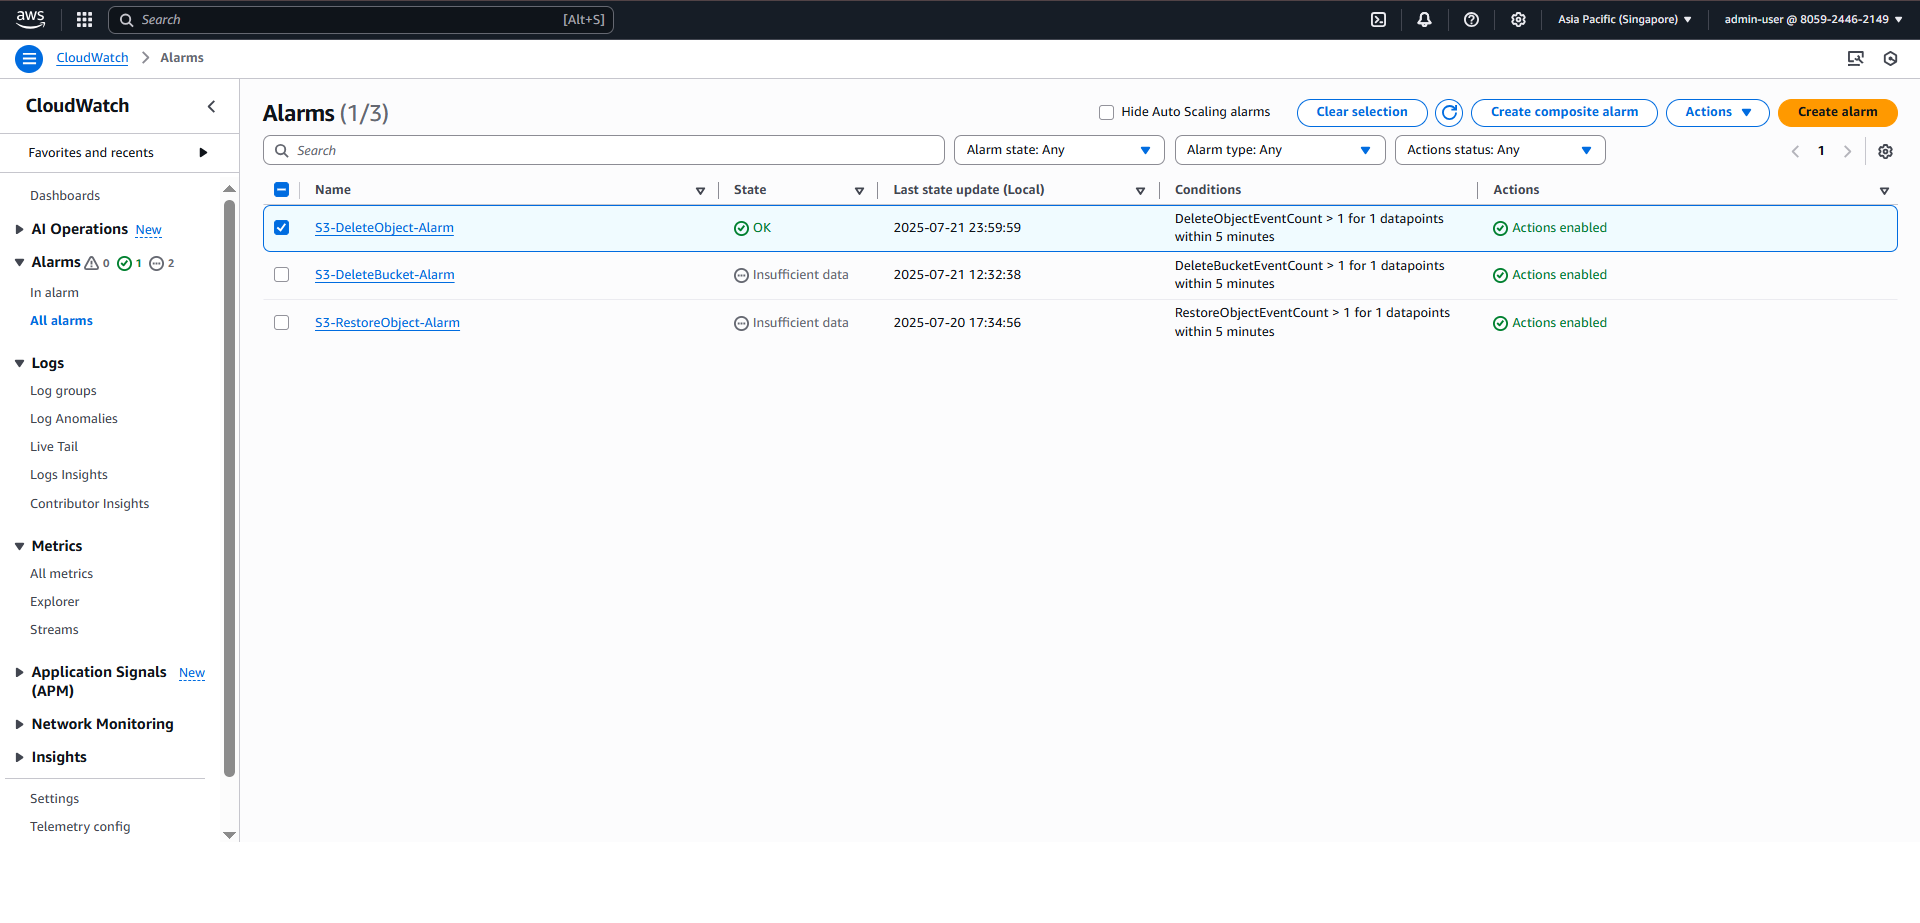 aws
Search [Alt+S]
Asia Pacific (Singapore)
admin-user @ 8059-2446-2149
CloudWatch
Alarms
CloudWatch
Favorites and recents
Dashboards
AI Operations New
Alarms 0 1 2
In alarm
All alarms
Logs
Log groups
Log Anomalies
Live Tail
Logs Insights
Contributor Insights
Metrics
All metrics
Explorer
Streams
Application Signals New
(APM)
Network Monitoring
Insights
Settings
Telemetry config
Alarms (1/3)
Hide Auto Scaling alarms
Clear selection
Create composite alarm
Actions
Create alarm
Search
Alarm state: Any
Alarm type: Any
Actions status: Any
1
Name State Last state update (Local) Conditions Actions
S3-DeleteObject-Alarm OK 2025-07-21 23:59:59 DeleteObjectEventCount > 1 for 1 datapoints
within 5 minutes
Actions enabled
S3-DeleteBucket-Alarm Insufficient data 2025-07-21 12:32:38 DeleteBucketEventCount > 1 for 1 datapoints
within 5 minutes
Actions enabled
S3-RestoreObject-Alarm Insufficient data 2025-07-20 17:34:56 RestoreObjectEventCount > 1 for 1 datapoints
within 5 minutes
Actions enabled